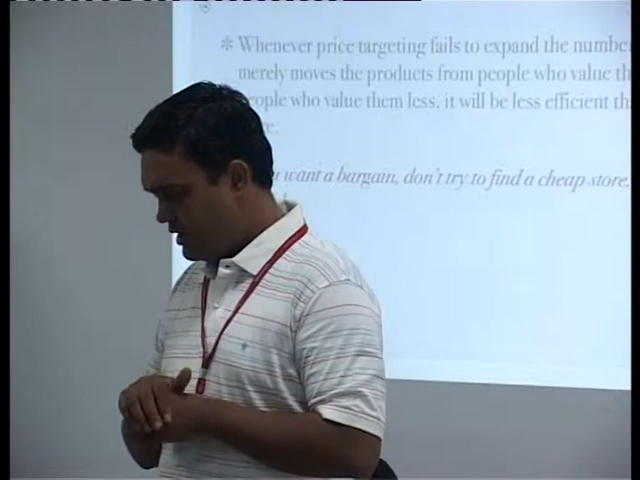 * Whenever price targeting fails to expand the number
merely moves the products from people who value th
people who value them less, it will be less efficient th
re.
want a bargain, don't try to find a cheap store.